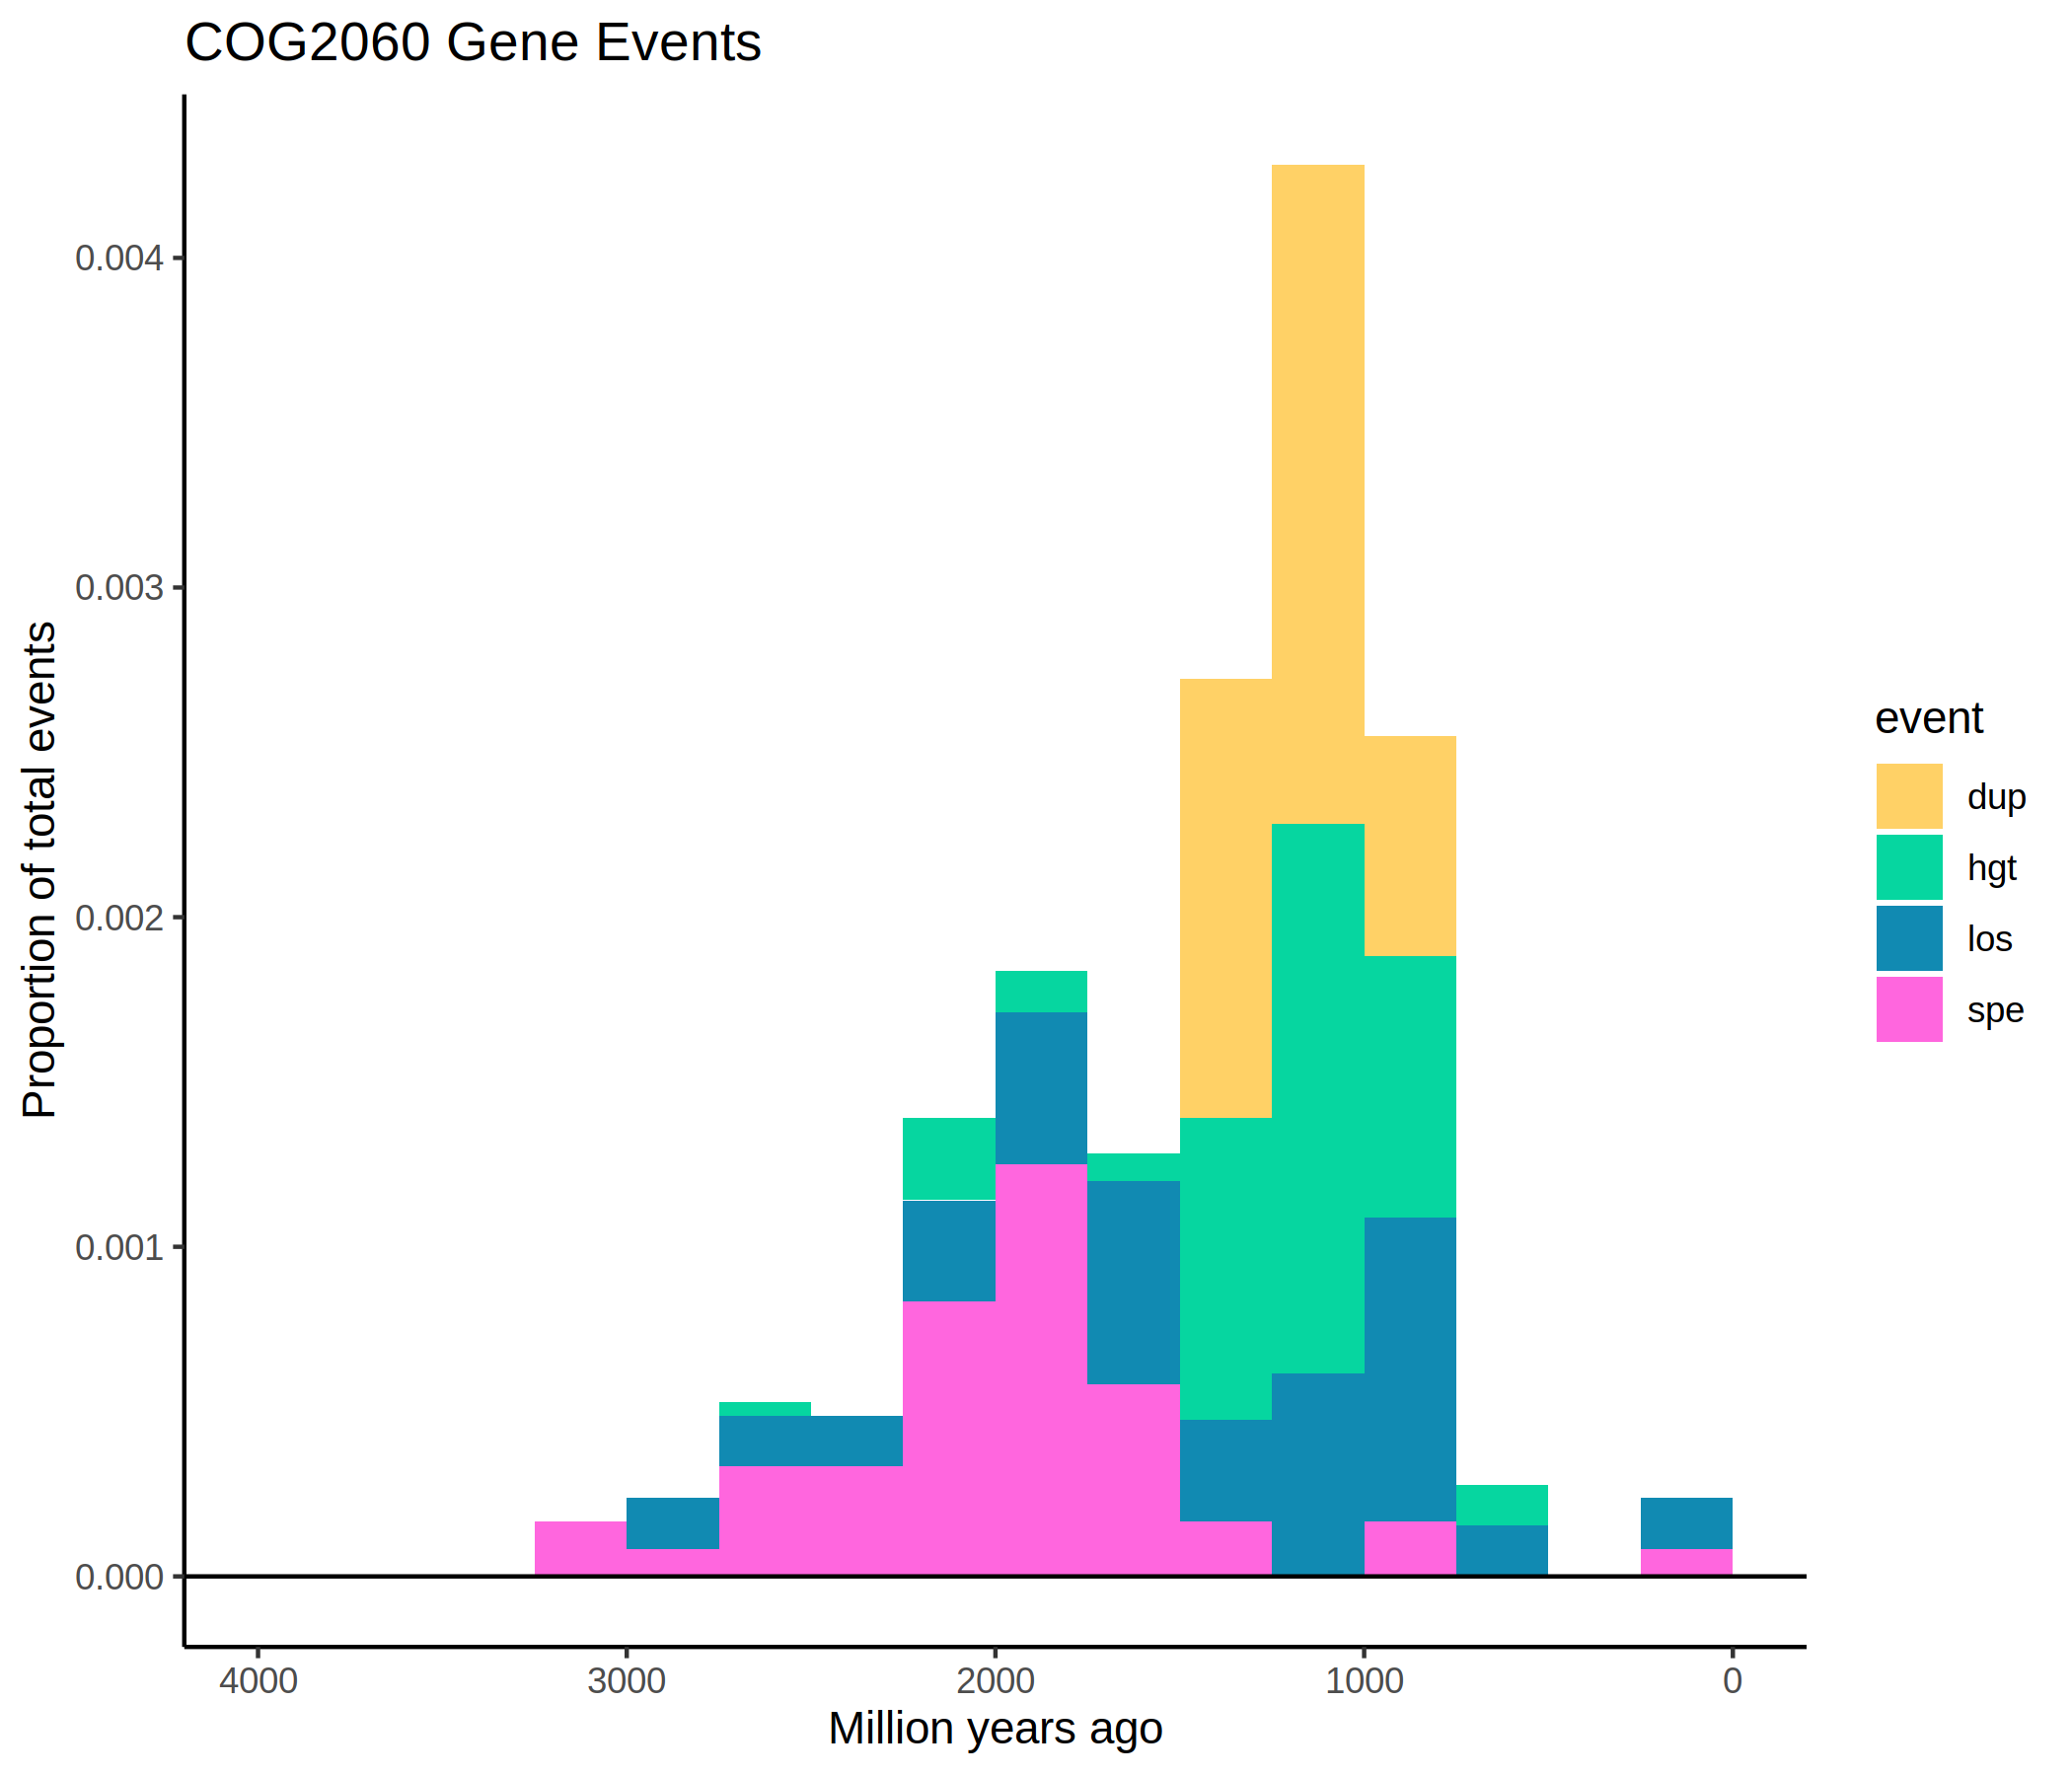 COG2060 Gene Events
Proportion of total events
0.004
0.003
0.002
0.001
0.000
4000
3000
2000
1000
0
Million years ago
event
dup
hgt
los
spe